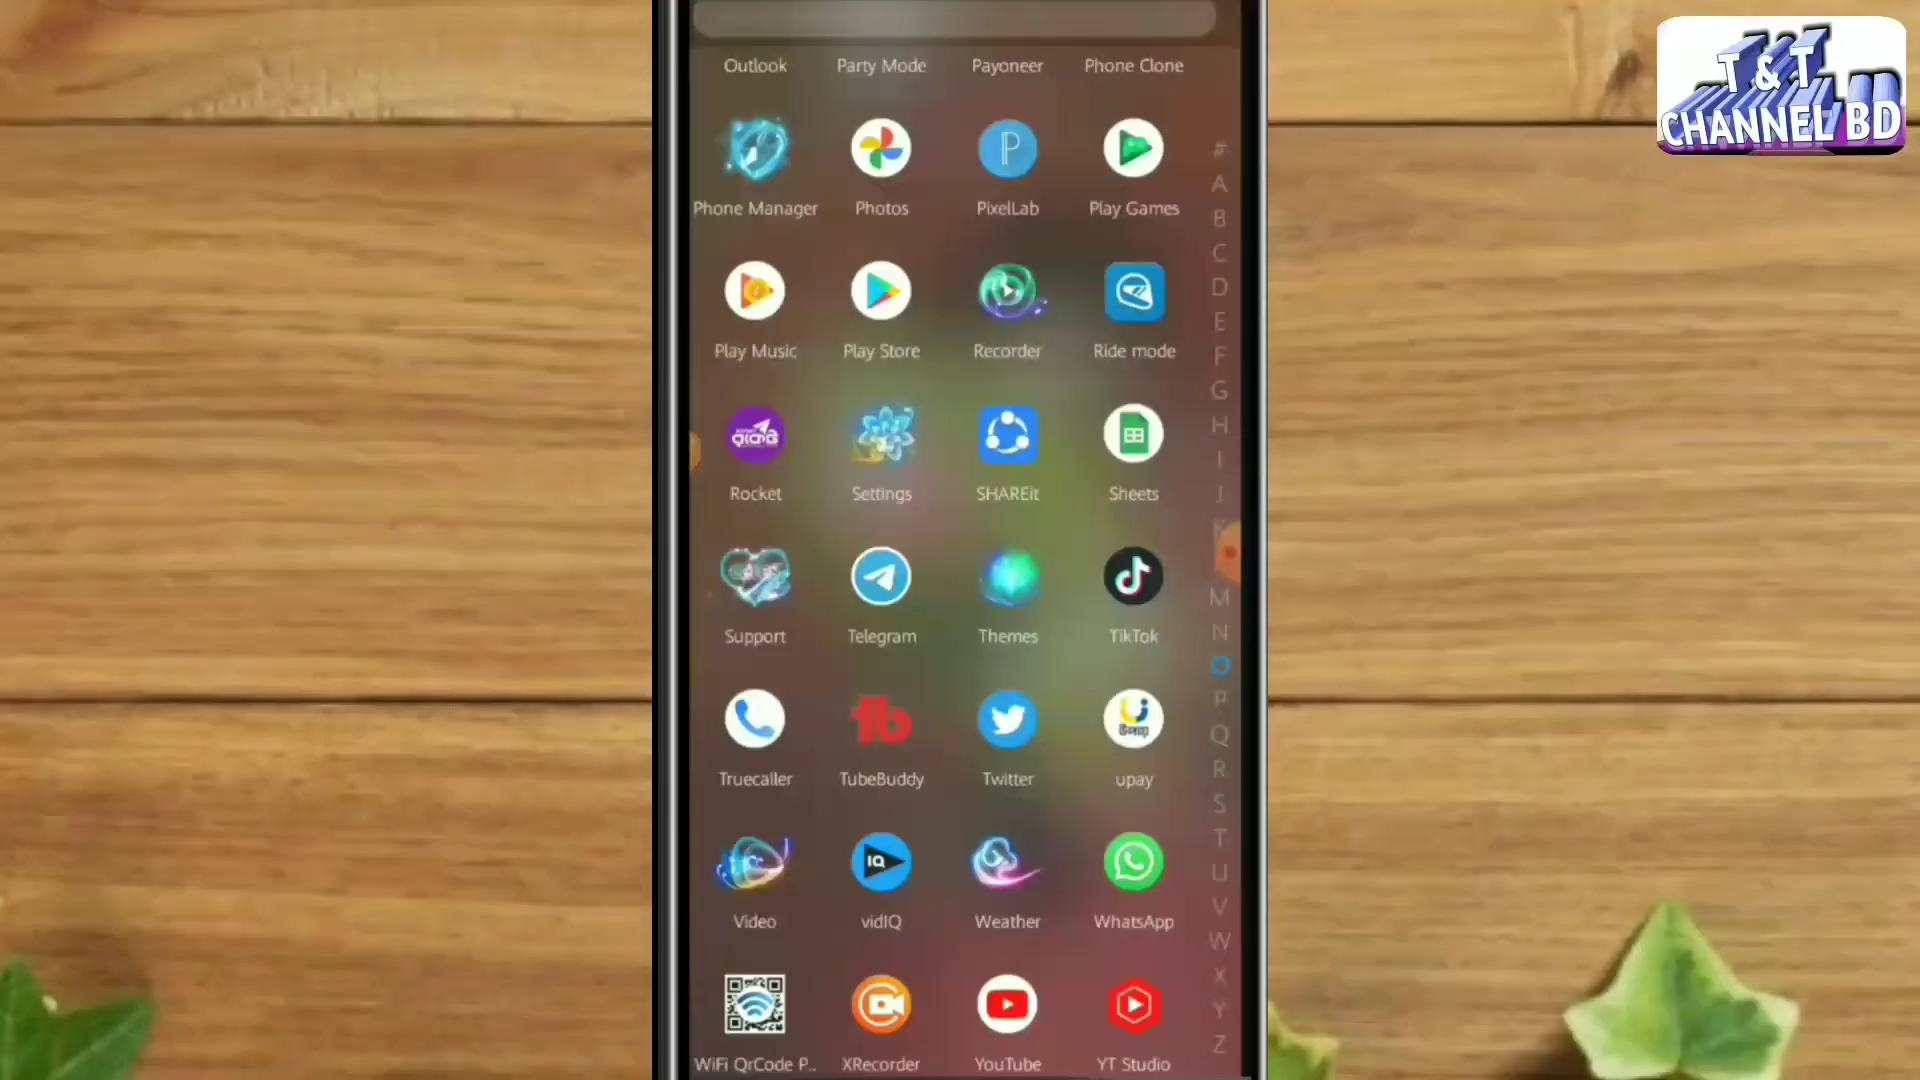 T & T
CHANNEL BD
Outlook Party Mode Payoneer Phone Clone
P
Phone Manager Photos PixelLab Play Games
Play Music Play Store Recorder Ride mode
Rocket Settings SHAREit Sheets
Support Telegram Themes TikTok
tb
Truecaller TubeBuddy Twitter upay
IQ
Video vidIQ Weather WhatsApp
WiFi QrCode P.. XRecorder YouTube YT Studio
#
A
B
C
D
E
F
G
H
I
J
K
M
N
O
P
Q
R
S
T
U
V
W
X
Y
Z